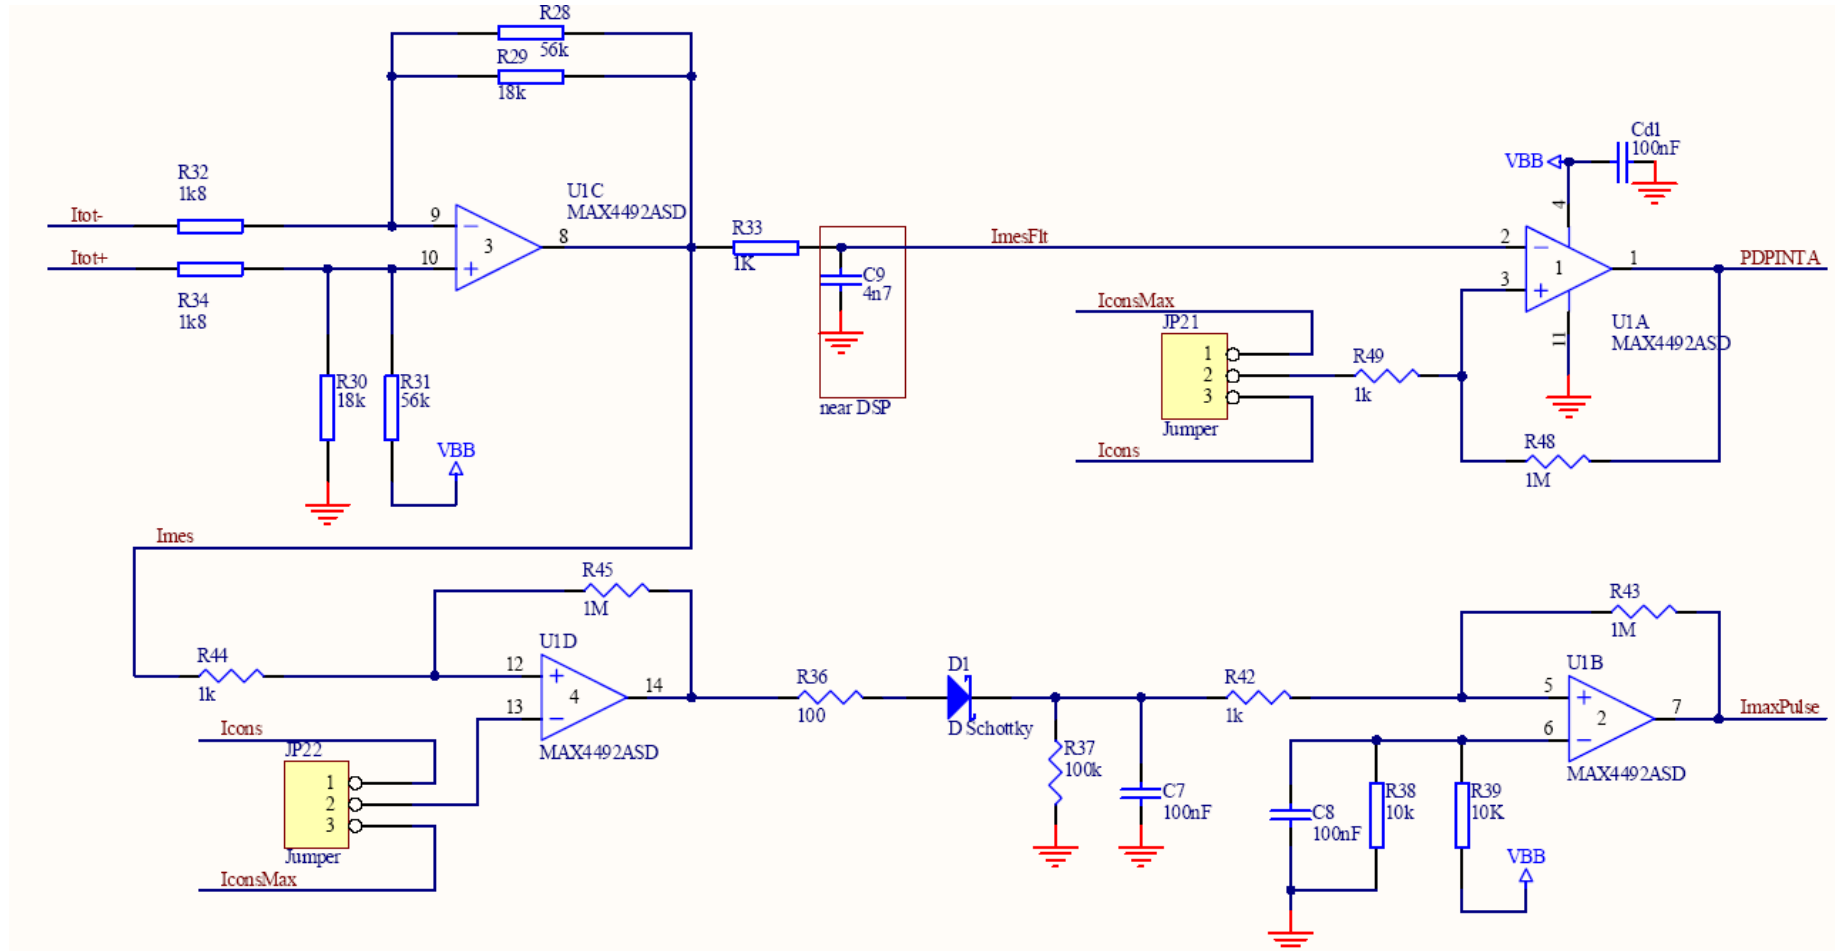 R28
56k
R29
18k
R32
1k8
Itot-
Itot+
R34
1k8
9
10
3
8
U1C
MAX4492ASD
R30
18k
R31
56k
VBB
R33
1K
C9
4n7
near DSP
ImesFlt
IconsMax
JP21
1
2
3
Jumper
Icons
R49
1k
VBB
Cd1
100nF
4
2
3
1
1
11
PDPINTA
U1A
MAX4492ASD
R48
1M
Imes
R44
1k
R45
1M
U1D
12
13
4
14
MAX4492ASD
Icons
JP22
1
2
3
Jumper
IconsMax
R36
100
D1
D Schottky
R37
100k
C7
100nF
R42
1k
R43
1M
U1B
5
6
2
7
MAX4492ASD
ImaxPulse
C8
100nF
R38
10k
R39
10K
VBB